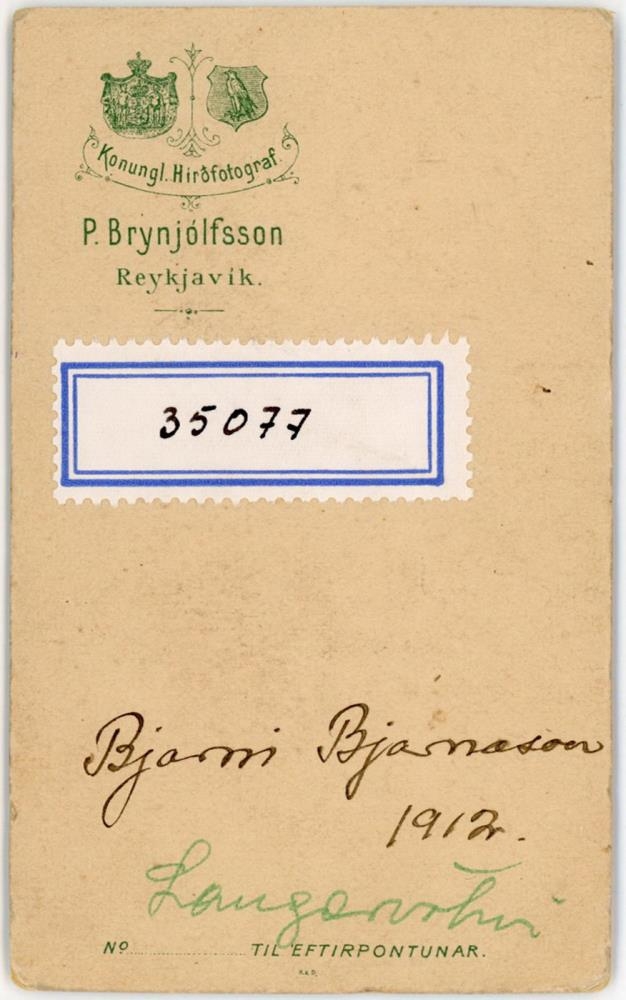 Konungl. Hirðfotograf.
P. Brynjólfsson
Reykjavík.
35077
Bjarni Bjarnason
1912.
Laugarvatni
No TIL EFTIRPONTUNAR.
K & D.